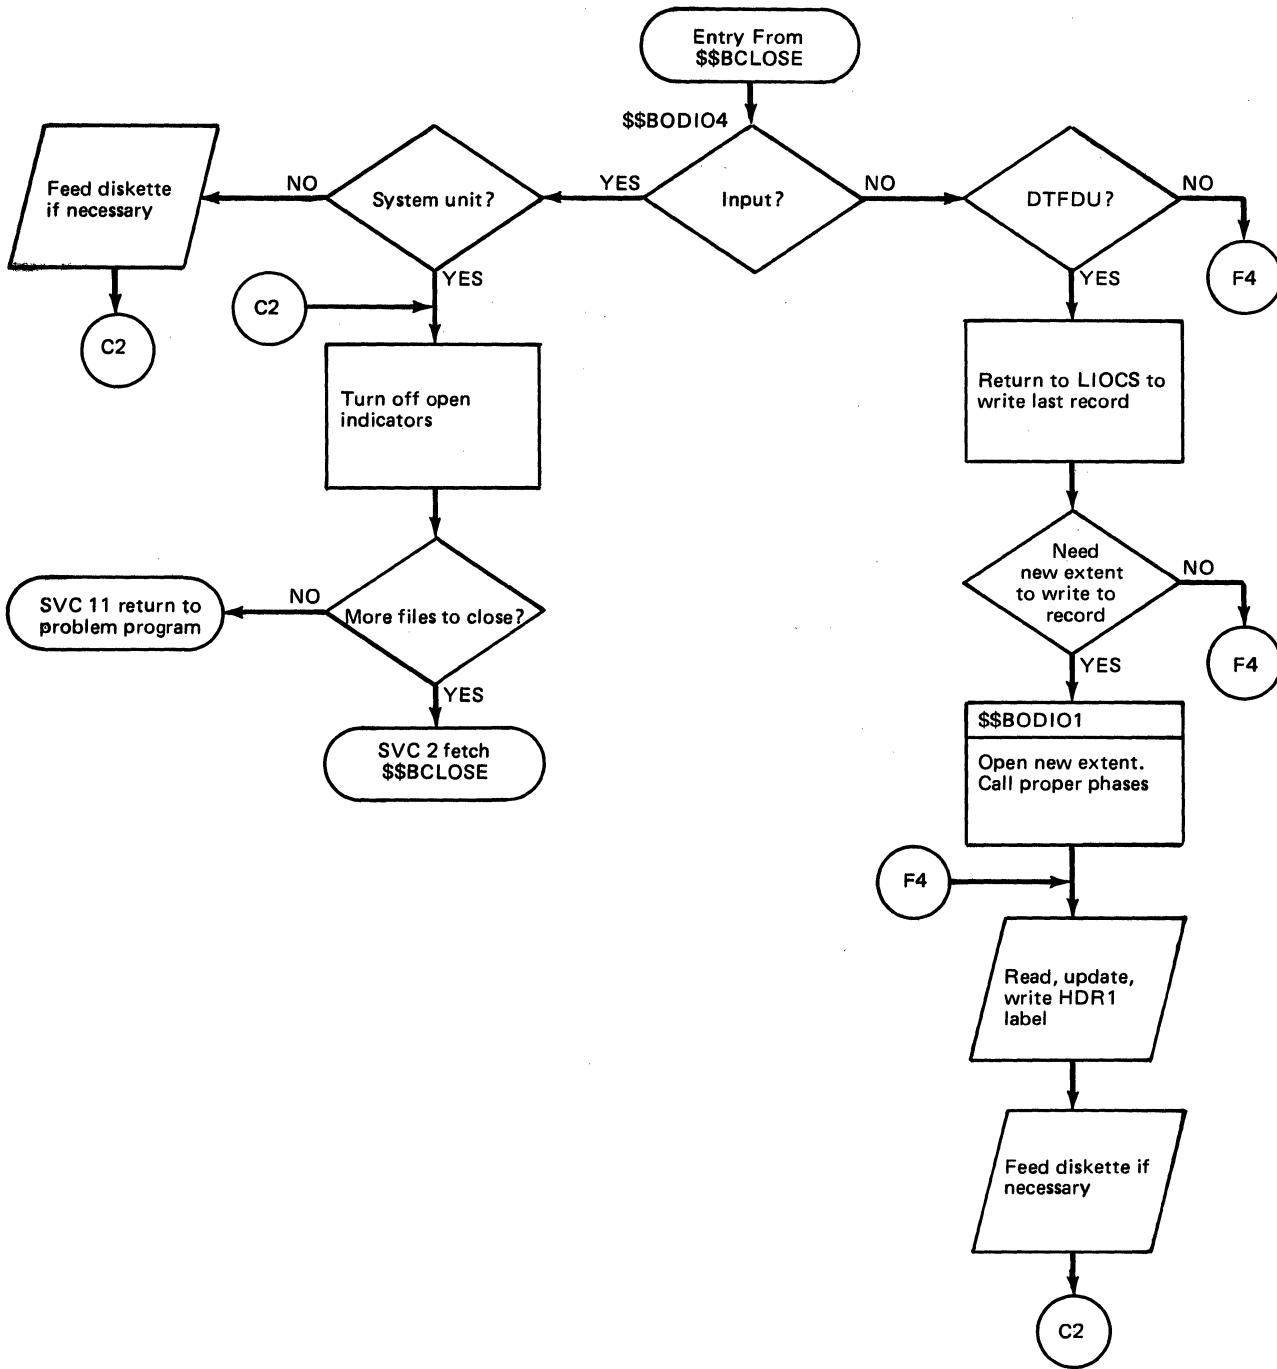 Entry From
$$BCLOSE
$$BODIO4
Feed diskette
if necessary
NO
System unit?
YES
Input?
NO
DTFDU?
NO
F4
YES
C2
C2
YES
Turn off open
indicators
Return to LIOCS to
write last record
Need
new extent
to write to
record
NO
F4
YES
SVC 11 return to
problem program
NO
More files to close?
YES
SVC 2 fetch
$$BCLOSE
$$BODIO1
Open new extent.
Call proper phases
F4
Read, update,
write HDR1
label
Feed diskette if
necessary
C2